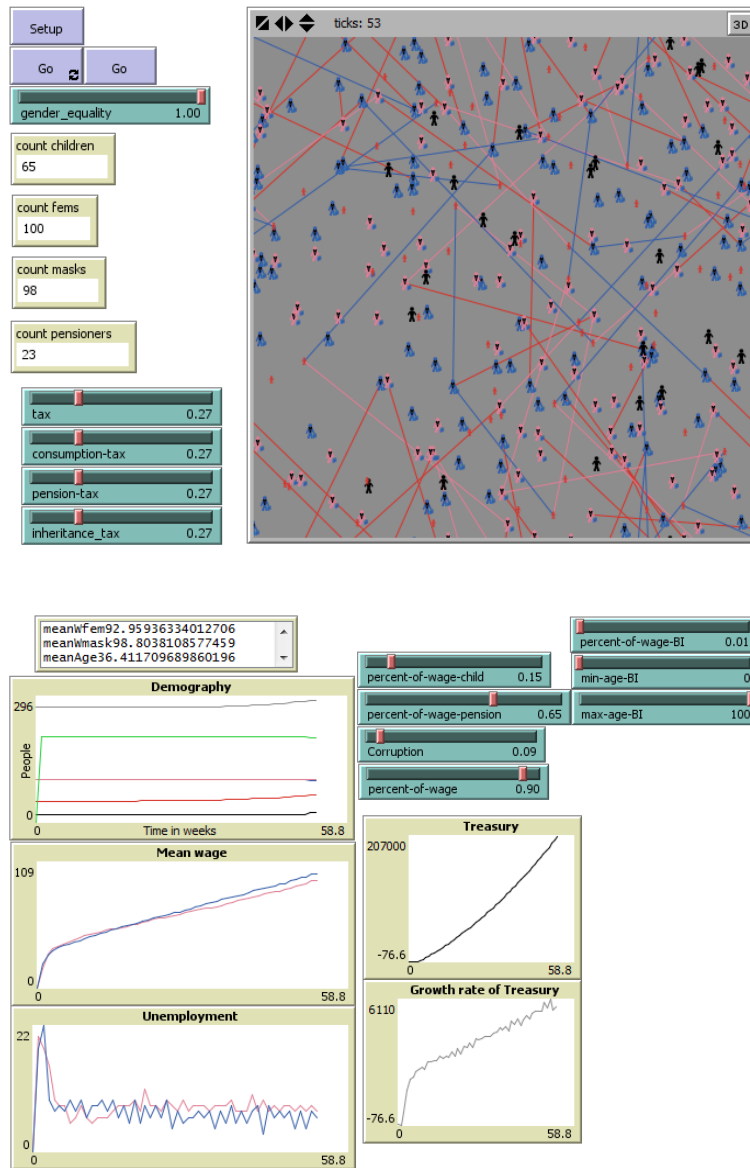 Setup
ticks: 53
3D
Go
Go
gender_equality 1.00
count children
65
count fems
100
count masks
98
count pensioners
23
tax 0.27
consumption-tax 0.27
pension-tax 0.27
inheritance_tax 0.27
meanWfem92.95936334012706
meanWmask98.8038108577459
meanAge36.411709689860196
percent-of-wage-BI 0.01
percent-of-wage-child 0.15
min-age-BI 0
percent-of-wage-pension 0.65
max-age-BI 100
Corruption 0.09
percent-of-wage 0.90
Demography
296
People
0
0 Time in weeks 58.8
Mean wage
109
0
0 58.8
Unemployment
22
0
0 58.8
Treasury
207000
-76.6
0 58.8
Growth rate of Treasury
6110
-76.6
0 58.8